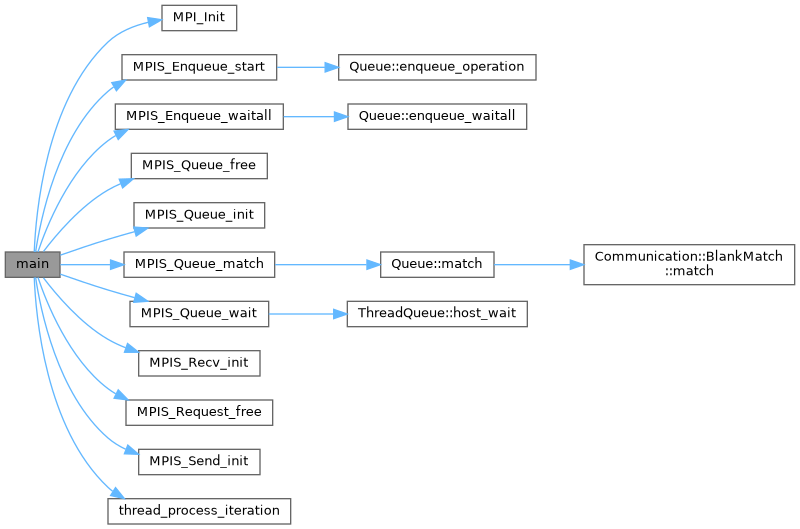 MPI_Init
MPIS_Enqueue_start
Queue::enqueue_operation
MPIS_Enqueue_waitall
Queue::enqueue_waitall
MPIS_Queue_free
MPIS_Queue_init
main
MPIS_Queue_match
Queue::match
Communication::BlankMatch
::match
MPIS_Queue_wait
ThreadQueue::host_wait
MPIS_Recv_init
MPIS_Request_free
MPIS_Send_init
thread_process_iteration